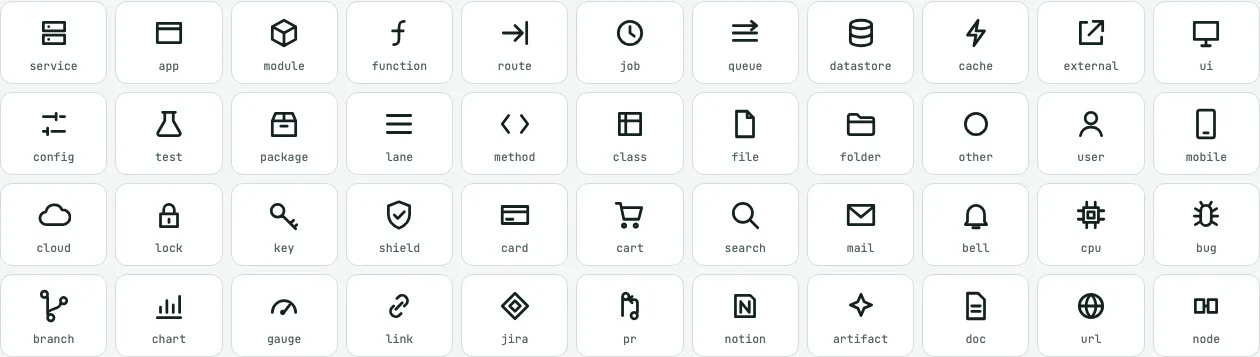 service
app
module
function
route
job
queue
datastore
cache
external
ui
config
test
package
lane
method
class
file
folder
other
user
mobile
cloud
lock
key
shield
card
cart
search
mail
bell
cpu
bug
branch
chart
gauge
link
jira
pr
N
notion
artifact
doc
url
node